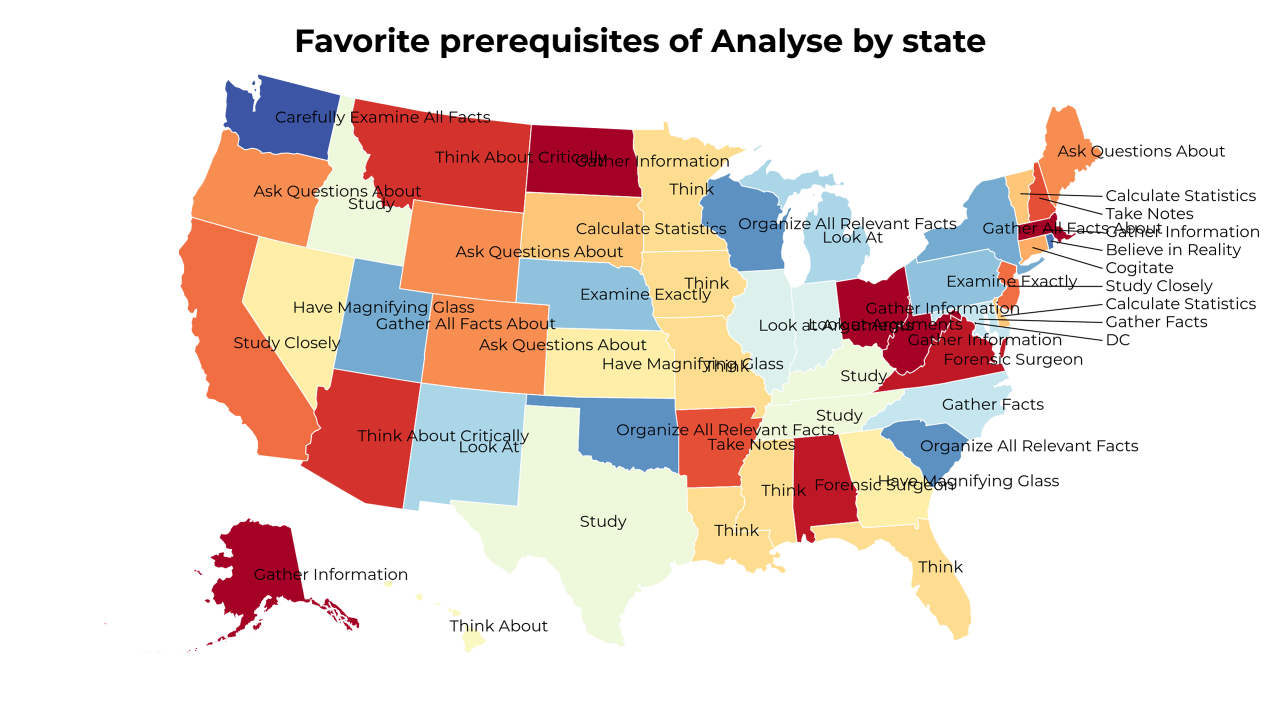 Favorite prerequisites of Analyse by state
Carefully Examine All Facts
Think About Critically
Gather Information
Ask Questions About
Think
Ask Questions About
Study
Calculate Statistics
Take Notes
Organize All Relevant Facts
Calculate Statistics
Gather All Facts About
Gather Information
Look At
Believe in Reality
Ask Questions About
Cogitate
Examine Exactly
Think
Study Closely
Examine Exactly
Have Magnifying Glass
Calculate Statistics
Gather Information
Gather All Facts About
Look at Arguments
Look at Arguments
Gather Facts
Study Closely
Ask Questions About
Gather Information
DC
Forensic Surgeon
Have Magnifying Glass
Think
Study
Gather Facts
Study
Organize All Relevant Facts
Think About Critically
Look At
Take Notes
Organize All Relevant Facts
Have Magnifying Glass
Forensic Surgeon
Think
Study
Think
Think
Gather Information
Think About